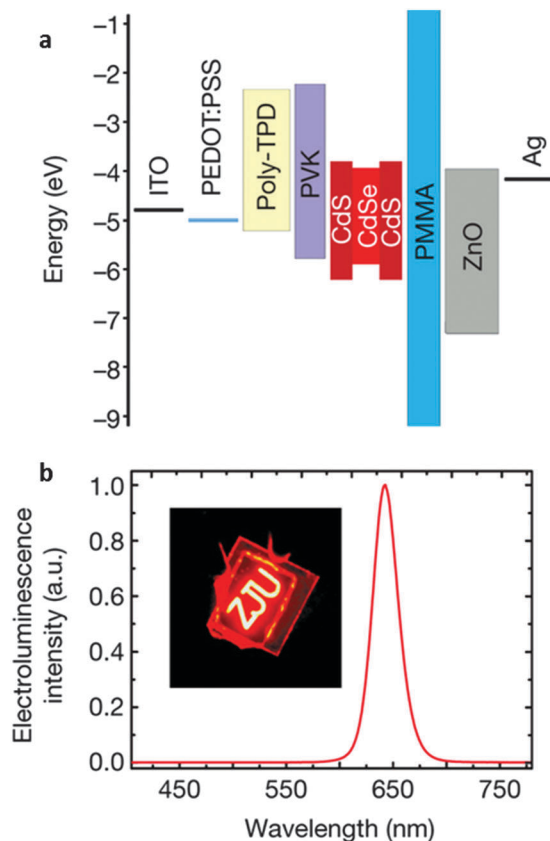 a
Energy (eV)
−1
−2
−3
−4
−5
−6
−7
−8
−9
ITO
PEDOT:PSS
Poly-TPD
PVK
CdS
CdSe
CdS
PMMA
ZnO
Ag
b
Electroluminescence
intensity (a.u.)
1.0
0.8
0.6
0.4
0.2
0.0
ZJU
450
550
650
750
Wavelength (nm)